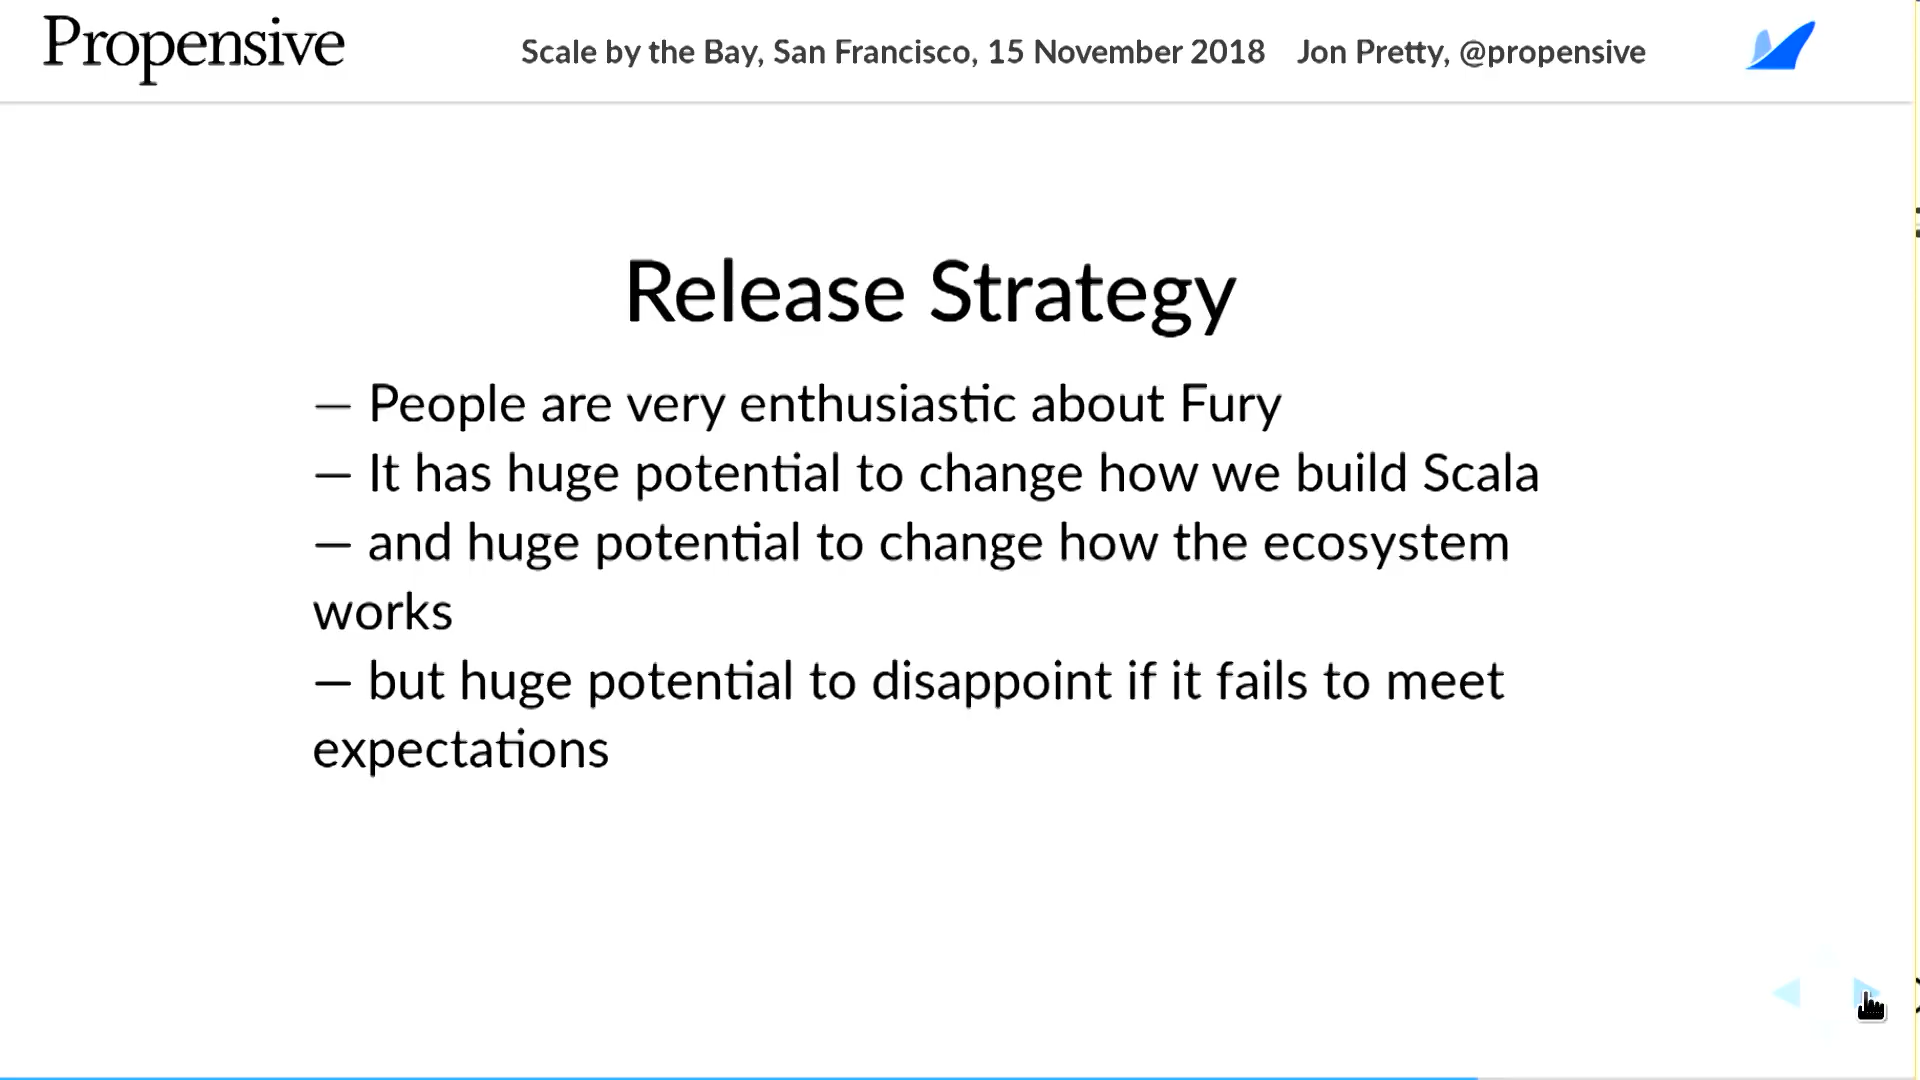 Propensive
Scale by the Bay, San Francisco, 15 November 2018 Jon Pretty, @propensive
Release Strategy
— People are very enthusiastic about Fury
— It has huge potential to change how we build Scala
— and huge potential to change how the ecosystem
works
— but huge potential to disappoint if it fails to meet
expectations